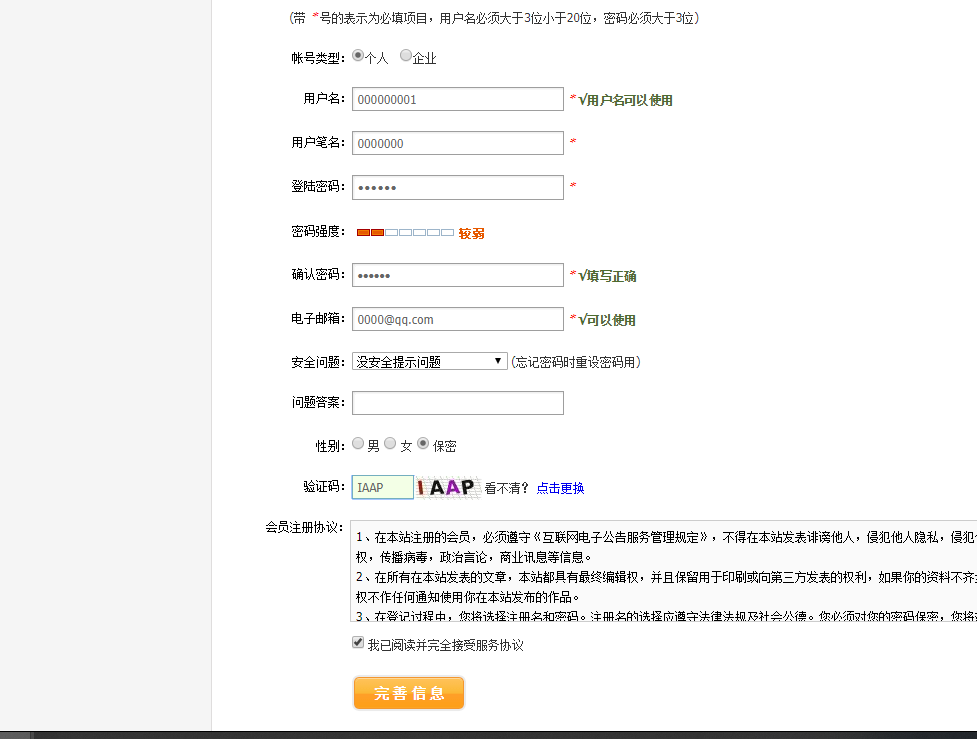 (带 *号的表示为必填项目，用户名必须大于3位小于20位，密码必须大于3位)
帐号类型： 个人 企业
用户名： 000000001 *√用户名可以使用
用户笔名： 0000000 *
登陆密码： •••••• *
密码强度： 较弱
确认密码： •••••• *√填写正确
电子邮箱： 0000@qq.com *√可以使用
安全问题： 没安全提示问题 ▼ (忘记密码时重设密码用)
问题答案：
性别： 男 女 保密
验证码： IAAP IAAP 看不清？ 点击更换
会员注册协议：
1、在本站注册的会员，必须遵守《互联网电子公告服务管理规定》，不得在本站发表诽谤他人，侵犯他人隐私，侵犯
权，传播病毒，政治言论，商业讯息等信息。
2、在所有在本站发表的文章，本站都具有最终编辑权，并且保留用于印刷或向第三方发表的权利，如果你的资料不齐
权不作任何通知使用你在本站发布的作品。
3、在登记过程中，您将选择注册名和密码。注册名的选择应遵守法律法规及社会公德。您必须对您的密码保密，您将
我已阅读并完全接受服务协议
完善信息